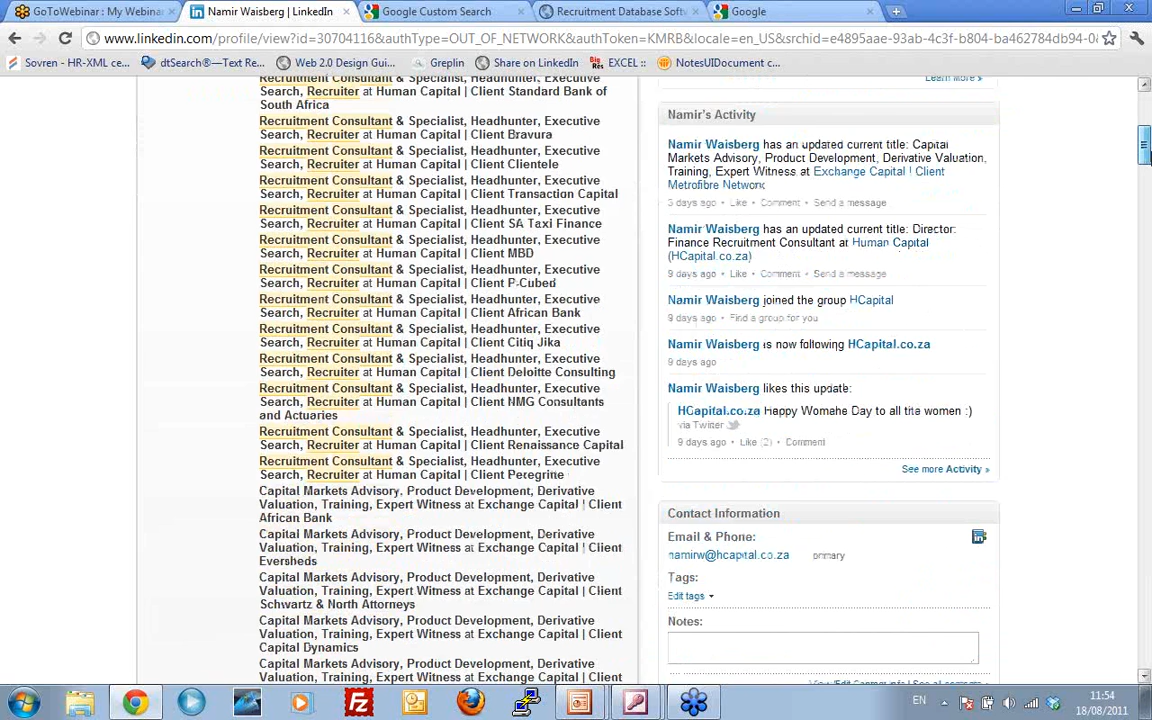 GoToWebinar : My Webinar
Namir Waisberg | LinkedIn
Google Custom Search
Recruitment Database Softw
Google
www.linkedin.com/profile/view?id=30704116&authType=OUT_OF_NETWORK&authToken=KMRB&locale=en_US&srchid=e4895aae-93ab-4c3f-b804-ba462784db94-0&
Sovren - HR-XML ce...
dtSearch®—Text Re...
Web 2.0 Design Gui...
Greplin
Share on LinkedIn
EXCEL ::
NotesUIDocument c...
Recruitment Consultant & Specialist, Headhunter, Executive
Search, Recruiter at Human Capital | Client Standard Bank of
South Africa
Recruitment Consultant & Specialist, Headhunter, Executive
Search, Recruiter at Human Capital | Client Bravura
Recruitment Consultant & Specialist, Headhunter, Executive
Search, Recruiter at Human Capital | Client Clientele
Recruitment Consultant & Specialist, Headhunter, Executive
Search, Recruiter at Human Capital | Client Transaction Capital
Recruitment Consultant & Specialist, Headhunter, Executive
Search, Recruiter at Human Capital | Client SA Taxi Finance
Recruitment Consultant & Specialist, Headhunter, Executive
Search, Recruiter at Human Capital | Client MBD
Recruitment Consultant & Specialist, Headhunter, Executive
Search, Recruiter at Human Capital | Client P-Cubed
Recruitment Consultant & Specialist, Headhunter, Executive
Search, Recruiter at Human Capital | Client African Bank
Recruitment Consultant & Specialist, Headhunter, Executive
Search, Recruiter at Human Capital | Client Citiq Jika
Recruitment Consultant & Specialist, Headhunter, Executive
Search, Recruiter at Human Capital | Client Deloitte Consulting
Recruitment Consultant & Specialist, Headhunter, Executive
Search, Recruiter at Human Capital | Client NMG Consultants
and Actuaries
Recruitment Consultant & Specialist, Headhunter, Executive
Search, Recruiter at Human Capital | Client Renaissance Capital
Recruitment Consultant & Specialist, Headhunter, Executive
Search, Recruiter at Human Capital | Client Peregrine
Capital Markets Advisory, Product Development, Derivative
Valuation, Training, Expert Witness at Exchange Capital | Client
African Bank
Capital Markets Advisory, Product Development, Derivative
Valuation, Training, Expert Witness at Exchange Capital | Client
Eversheds
Capital Markets Advisory, Product Development, Derivative
Valuation, Training, Expert Witness at Exchange Capital | Client
Schwartz & North Attorneys
Capital Markets Advisory, Product Development, Derivative
Valuation, Training, Expert Witness at Exchange Capital | Client
Capital Dynamics
Capital Markets Advisory, Product Development, Derivative
Valuation, Training, Expert Witness at Exchange Capital | Client
Learn More »
Namir's Activity
Namir Waisberg has an updated current title: Capital
Markets Advisory, Product Development, Derivative Valuation,
Training, Expert Witness at Exchange Capital | Client
Metrofibre Network
3 days ago • Like • Comment • Send a message
Namir Waisberg has an updated current title: Director:
Finance Recruitment Consultant at Human Capital
(HCapital.co.za)
9 days ago • Like • Comment • Send a message
Namir Waisberg joined the group HCapital
9 days ago • Find a group for you
Namir Waisberg is now following HCapital.co.za
9 days ago
Namir Waisberg likes this update:
HCapital.co.za Happy Womahe Day to all the women :)
via Twitter
9 days ago • Like (2) • Comment
See more Activity »
Contact Information
Email & Phone:
namirw@hcapital.co.za primary
Tags:
Edit tags
Notes:
EN
11:54
18/08/2011